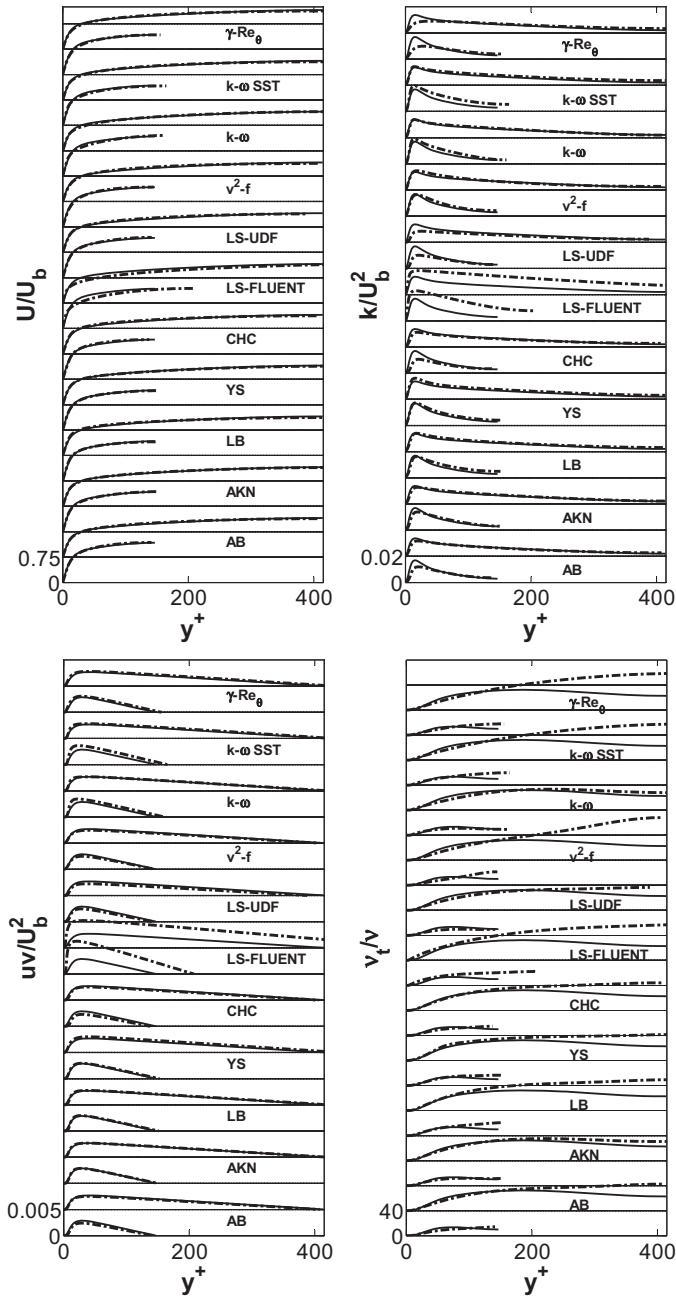 U/U_b
γ-Re_θ
k-ω SST
k-ω
v²-f
LS-UDF
LS-FLUENT
CHC
YS
LB
AKN
AB
0.75
0
0 200 400
y⁺
k/U_b²
γ-Re_θ
k-ω SST
k-ω
v²-f
LS-UDF
LS-FLUENT
CHC
YS
LB
AKN
AB
0.02
0
0 200 400
y⁺
uv/U_b²
γ-Re_θ
k-ω SST
k-ω
v²-f
LS-UDF
LS-FLUENT
CHC
YS
LB
AKN
AB
0.005
0
0 200 400
y⁺
ν_t/ν
γ-Re_θ
k-ω SST
k-ω
v²-f
LS-UDF
LS-FLUENT
CHC
YS
LB
AKN
AB
40
0
0 200 400
y⁺